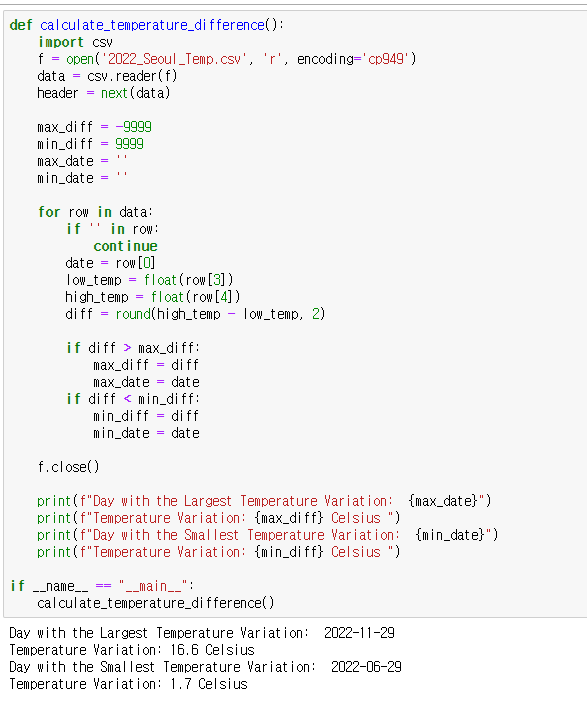 def calculate_temperature_difference():
    import csv
    f = open('2022_Seoul_Temp.csv', 'r', encoding='cp949')
    data = csv.reader(f)
    header = next(data)

    max_diff = -9999
    min_diff = 9999
    max_date = ''
    min_date = ''

    for row in data:
        if '' in row:
            continue
        date = row[0]
        low_temp = float(row[3])
        high_temp = float(row[4])
        diff = round(high_temp - low_temp, 2)

        if diff > max_diff:
            max_diff = diff
            max_date = date
        if diff < min_diff:
            min_diff = diff
            min_date = date

    f.close()

    print(f"Day with the Largest Temperature Variation:  {max_date}")
    print(f"Temperature Variation: {max_diff} Celsius ")
    print(f"Day with the Smallest Temperature Variation:  {min_date}")
    print(f"Temperature Variation: {min_diff} Celsius ")

if __name__ == "__main__":
    calculate_temperature_difference()

Day with the Largest Temperature Variation:  2022-11-29
Temperature Variation: 16.6 Celsius
Day with the Smallest Temperature Variation:  2022-06-29
Temperature Variation: 1.7 Celsius